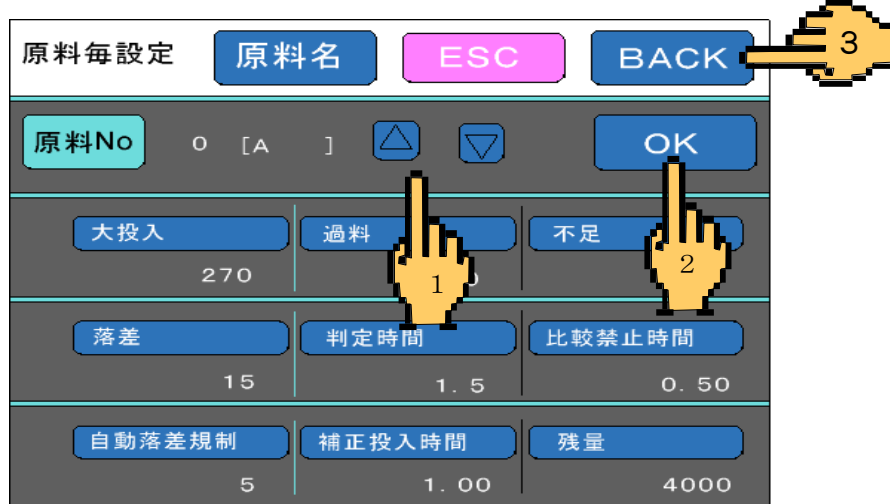 原料毎設定 原料名 ESC BACK 3
原料No 0 [A ] △ ▽ OK
大投入 過料 不足
270 1 2
落差 判定時間 比較禁止時間
15 1.5 0.50
自動落差規制 補正投入時間 残量
5 1.00 4000